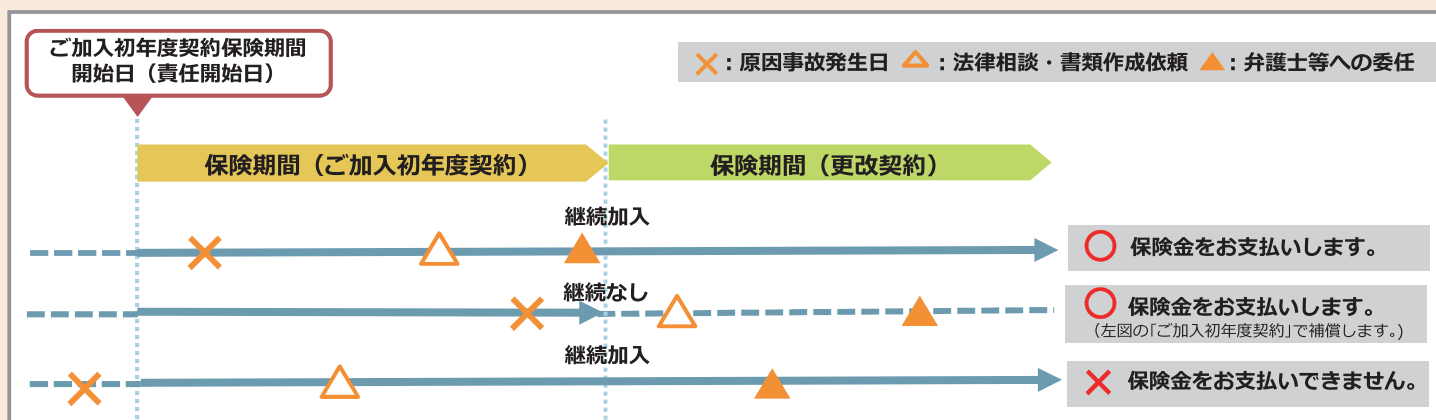 ご加入初年度契約保険期間
開始日（責任開始日）
：原因事故発生日 ：法律相談・書類作成依頼 ：弁護士等への委任
保険期間（ご加入初年度契約）
保険期間（更改契約）
継続加入
保険金をお支払いします。
継続なし
保険金をお支払いします。
（左図の「ご加入初年度契約」で補償します。）
継続加入
保険金をお支払いできません。